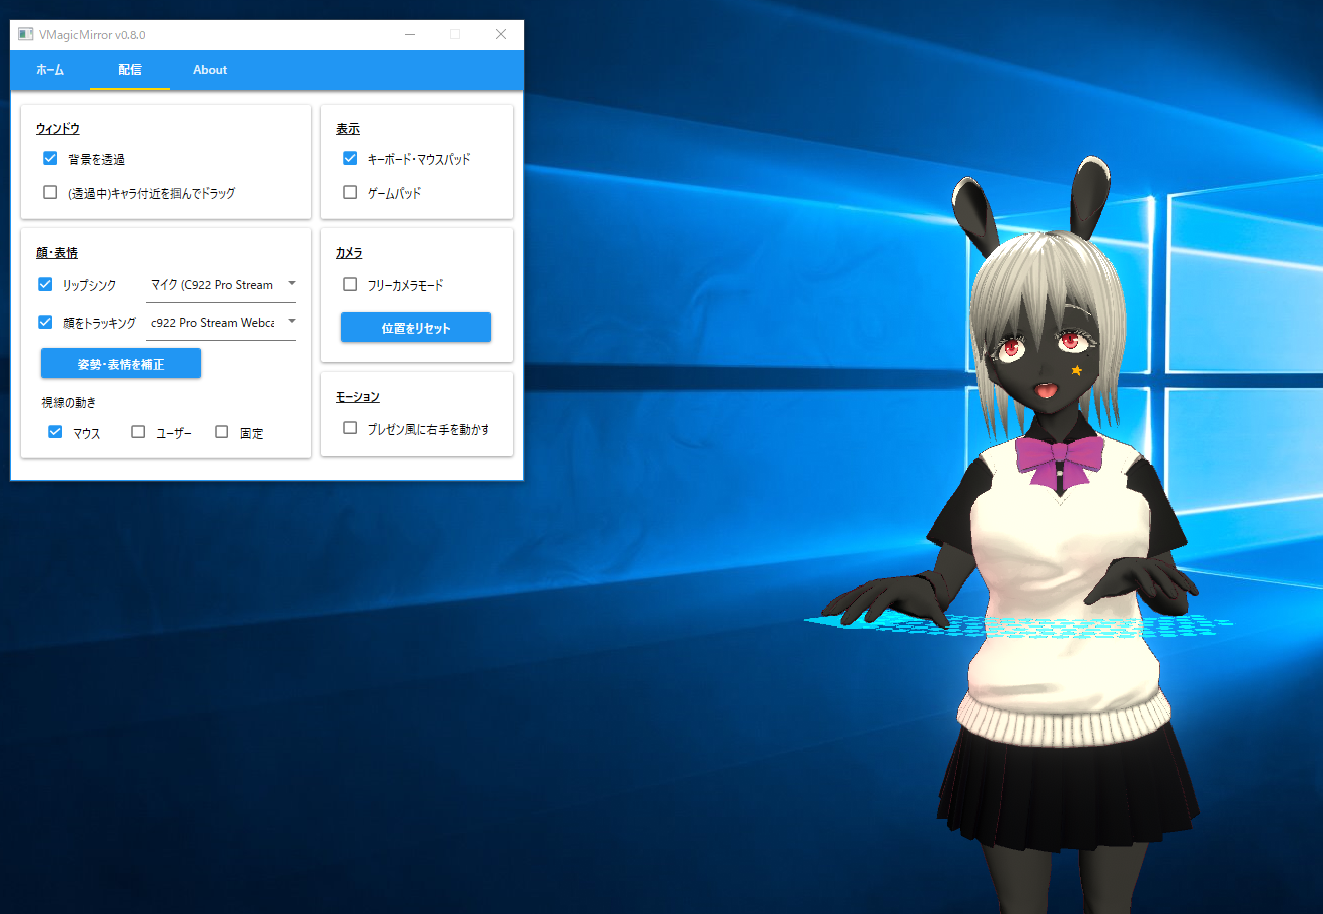 VMagicMirror v0.8.0
ホーム 配信 About
ウィンドウ
背景を透過
(透過中)キャラ付近を掴んでドラッグ
表示
キーボード・マウスパッド
ゲームパッド
顔・表情
リップシンク マイク (C922 Pro Stream
顔をトラッキング c922 Pro Stream Webca
姿勢・表情を補正
視線の動き
マウス ユーザー 固定
カメラ
フリーカメラモード
位置をリセット
モーション
プレゼン風に右手を動かす